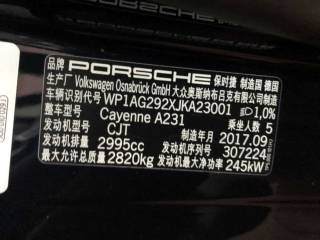 品牌 PORSCHE 保时捷 制造国 德国
生产厂 Volkswagen Osnabrück GmbH 大众奥斯纳布吕克有限公司制造
车辆识别代号 WP1AG292XJKA23001 1,0%
整车型号 Cayenne A231 乘坐人数 5
发动机型号 CJT 制造年月 2017.09
发动机排量 2995cc 发动机号 307224
最大允许总质量 2820kg 发动机最大净功率 245kW